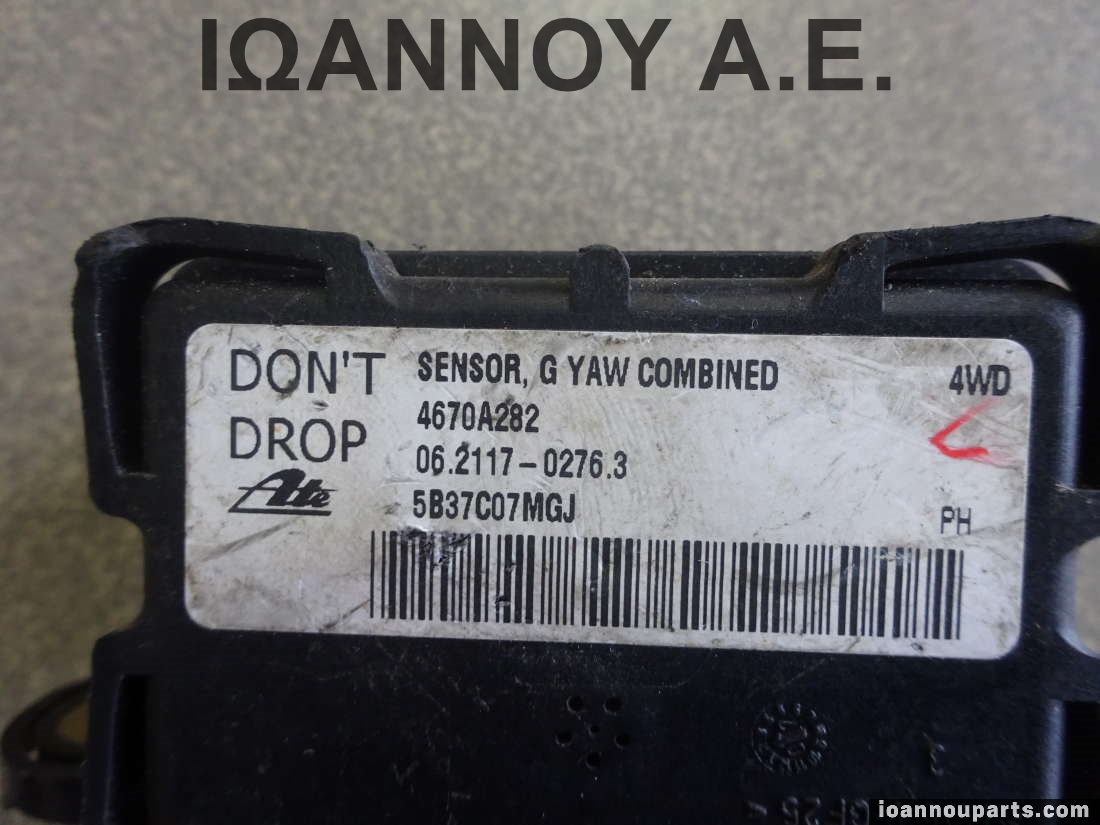 ΙΩΑΝΝΟΥ Α.Ε.
DON'T
DROP
Ate
SENSOR, G YAW COMBINED
4WD
4670A282
06.2117-0276.3
5B37C07MGJ
PH
ioannouparts.com